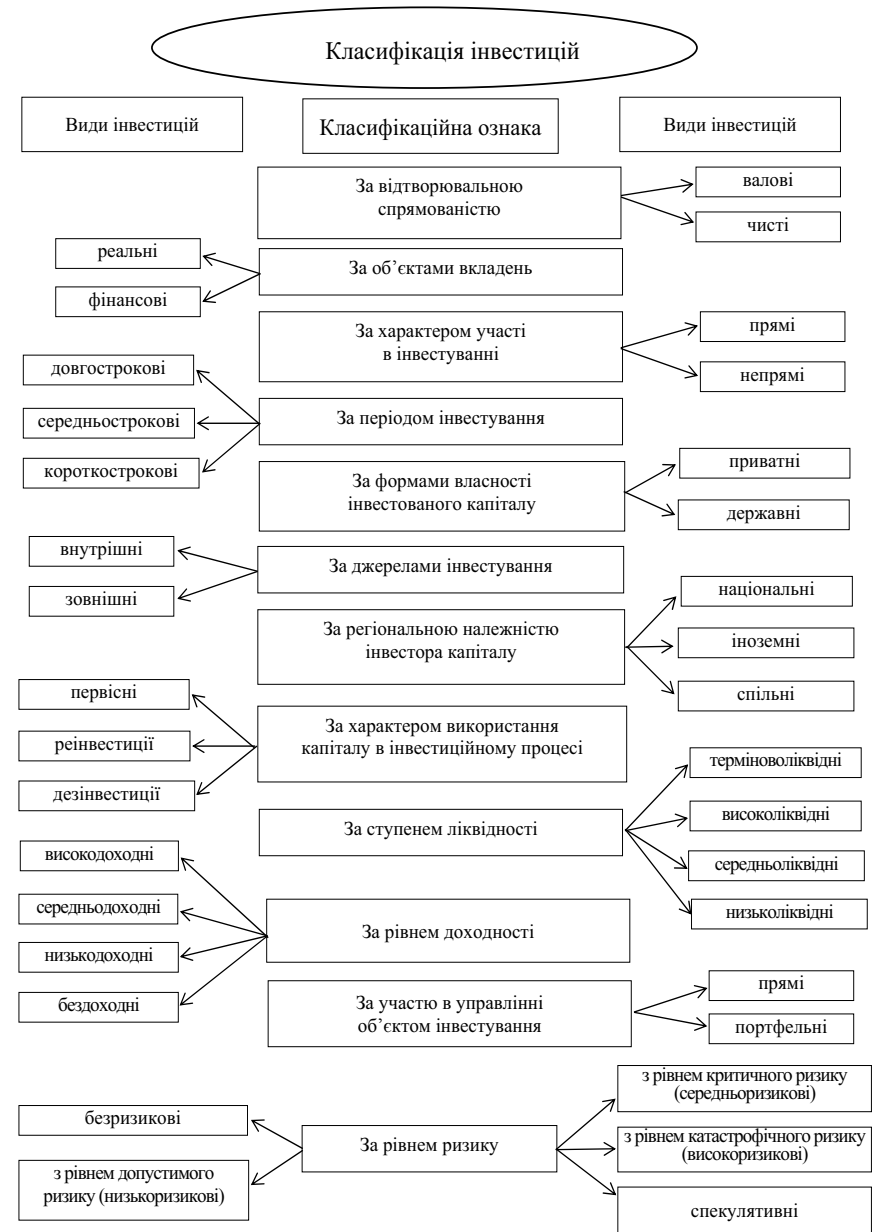 Класифікація інвестицій
Види інвестицій
Класифікаційна ознака
Види інвестицій
За відтворювальною
спрямованістю
валові
чисті
реальні
фінансові
За об’єктами вкладень
За характером участі
в інвестуванні
прямі
непрямі
довгострокові
середньострокові
короткострокові
За періодом інвестування
За формами власності
інвестованого капіталу
приватні
державні
внутрішні
зовнішні
За джерелами інвестування
За регіональною належністю
інвестора капіталу
національні
іноземні
спільні
первісні
реінвестиції
дезінвестиції
За характером використання
капіталу в інвестиційному процесі
За ступенем ліквідності
терміноволіквідні
високоліквідні
середньоліквідні
низьколіквідні
високодоходні
середньодоходні
низькодоходні
бездоходні
За рівнем доходності
За участю в управлінні
об’єктом інвестування
прямі
портфельні
безризикові
з рівнем допустимого
ризику (низькоризикові)
За рівнем ризику
з рівнем критичного ризику
(середньоризикові)
з рівнем катастрофічного ризику
(високоризикові)
спекулятивні